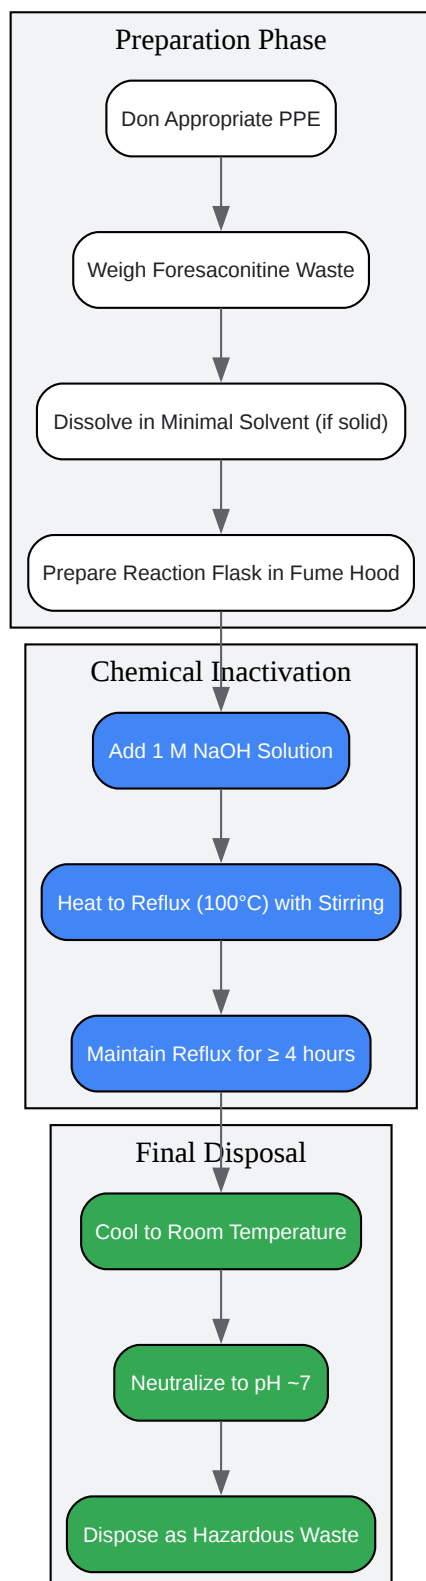 Preparation Phase
Don Appropriate PPE
Weigh Foresaconitine Waste
Dissolve in Minimal Solvent (if solid)
Prepare Reaction Flask in Fume Hood
Chemical Inactivation
Add 1 M NaOH Solution
Heat to Reflux (100°C) with Stirring
Maintain Reflux for ≥ 4 hours
Final Disposal
Cool to Room Temperature
Neutralize to pH ~7
Dispose as Hazardous Waste